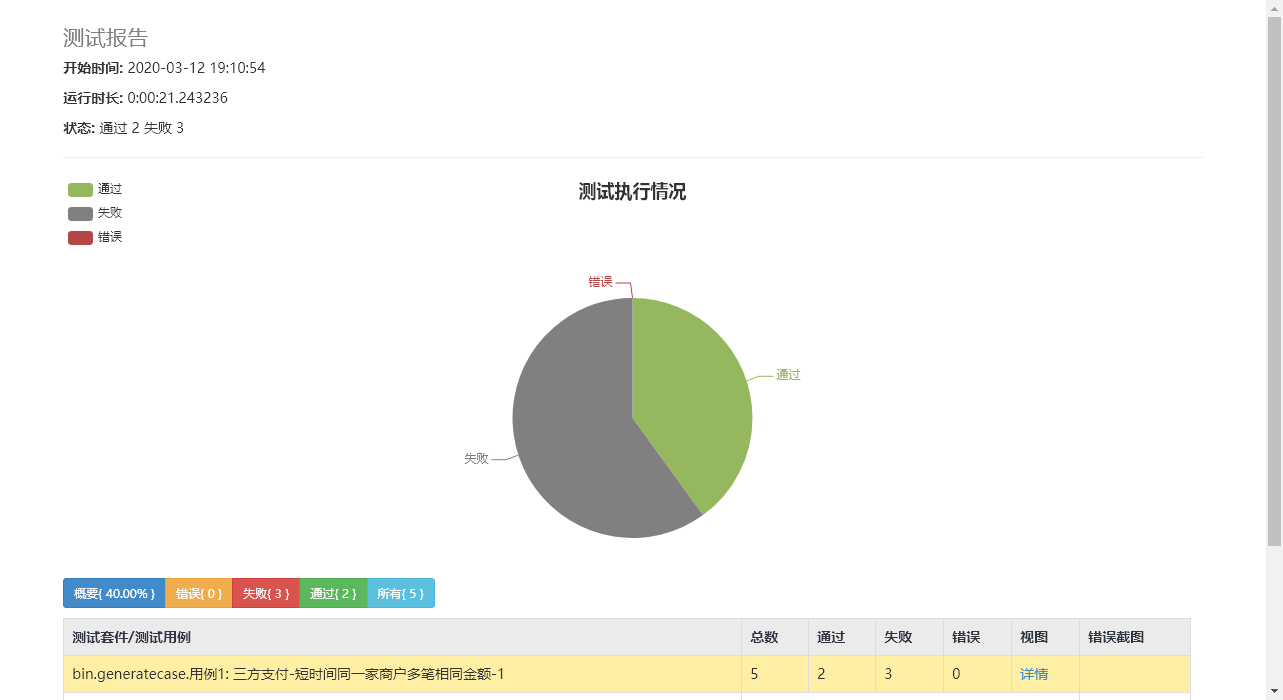 测试报告
开始时间: 2020-03-12 19:10:54
运行时长: 0:00:21.243236
状态: 通过 2 失败 3
通过
失败
错误
测试执行情况
错误
通过
失败
概要{ 40.00% } 错误{ 0 } 失败{ 3 } 通过{ 2 } 所有{ 5 }
测试套件/测试用例 总数 通过 失败 错误 视图 错误截图
bin.generatecase.用例1: 三方支付-短时间同一家商户多笔相同金额-1 5 2 3 0 详情